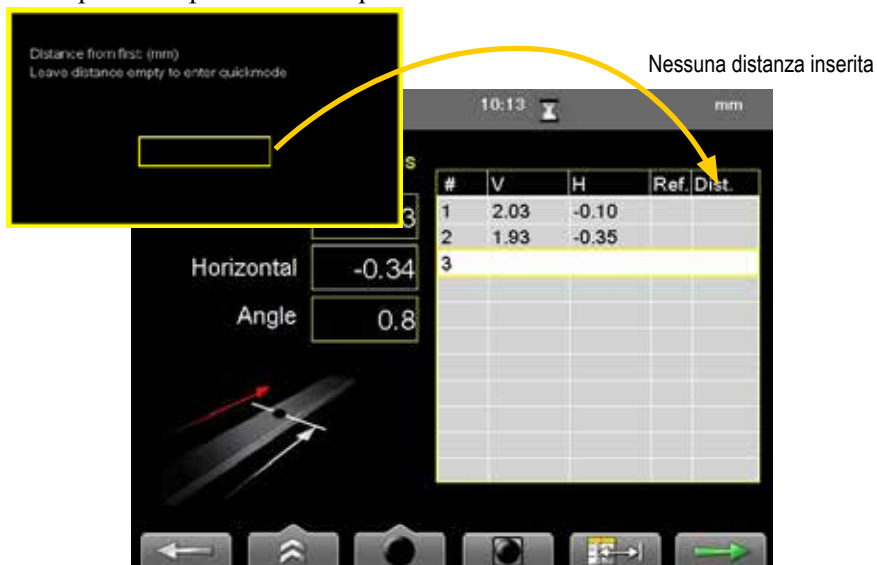 Distance from first: (mm)
Leave distance empty to enter quickmode
Nessuna distanza inserita
10:13 mm
# V H Ref. Dist.
1 2.03 -0.10
2 1.93 -0.35
3
Horizontal -0.34
Angle 0.8